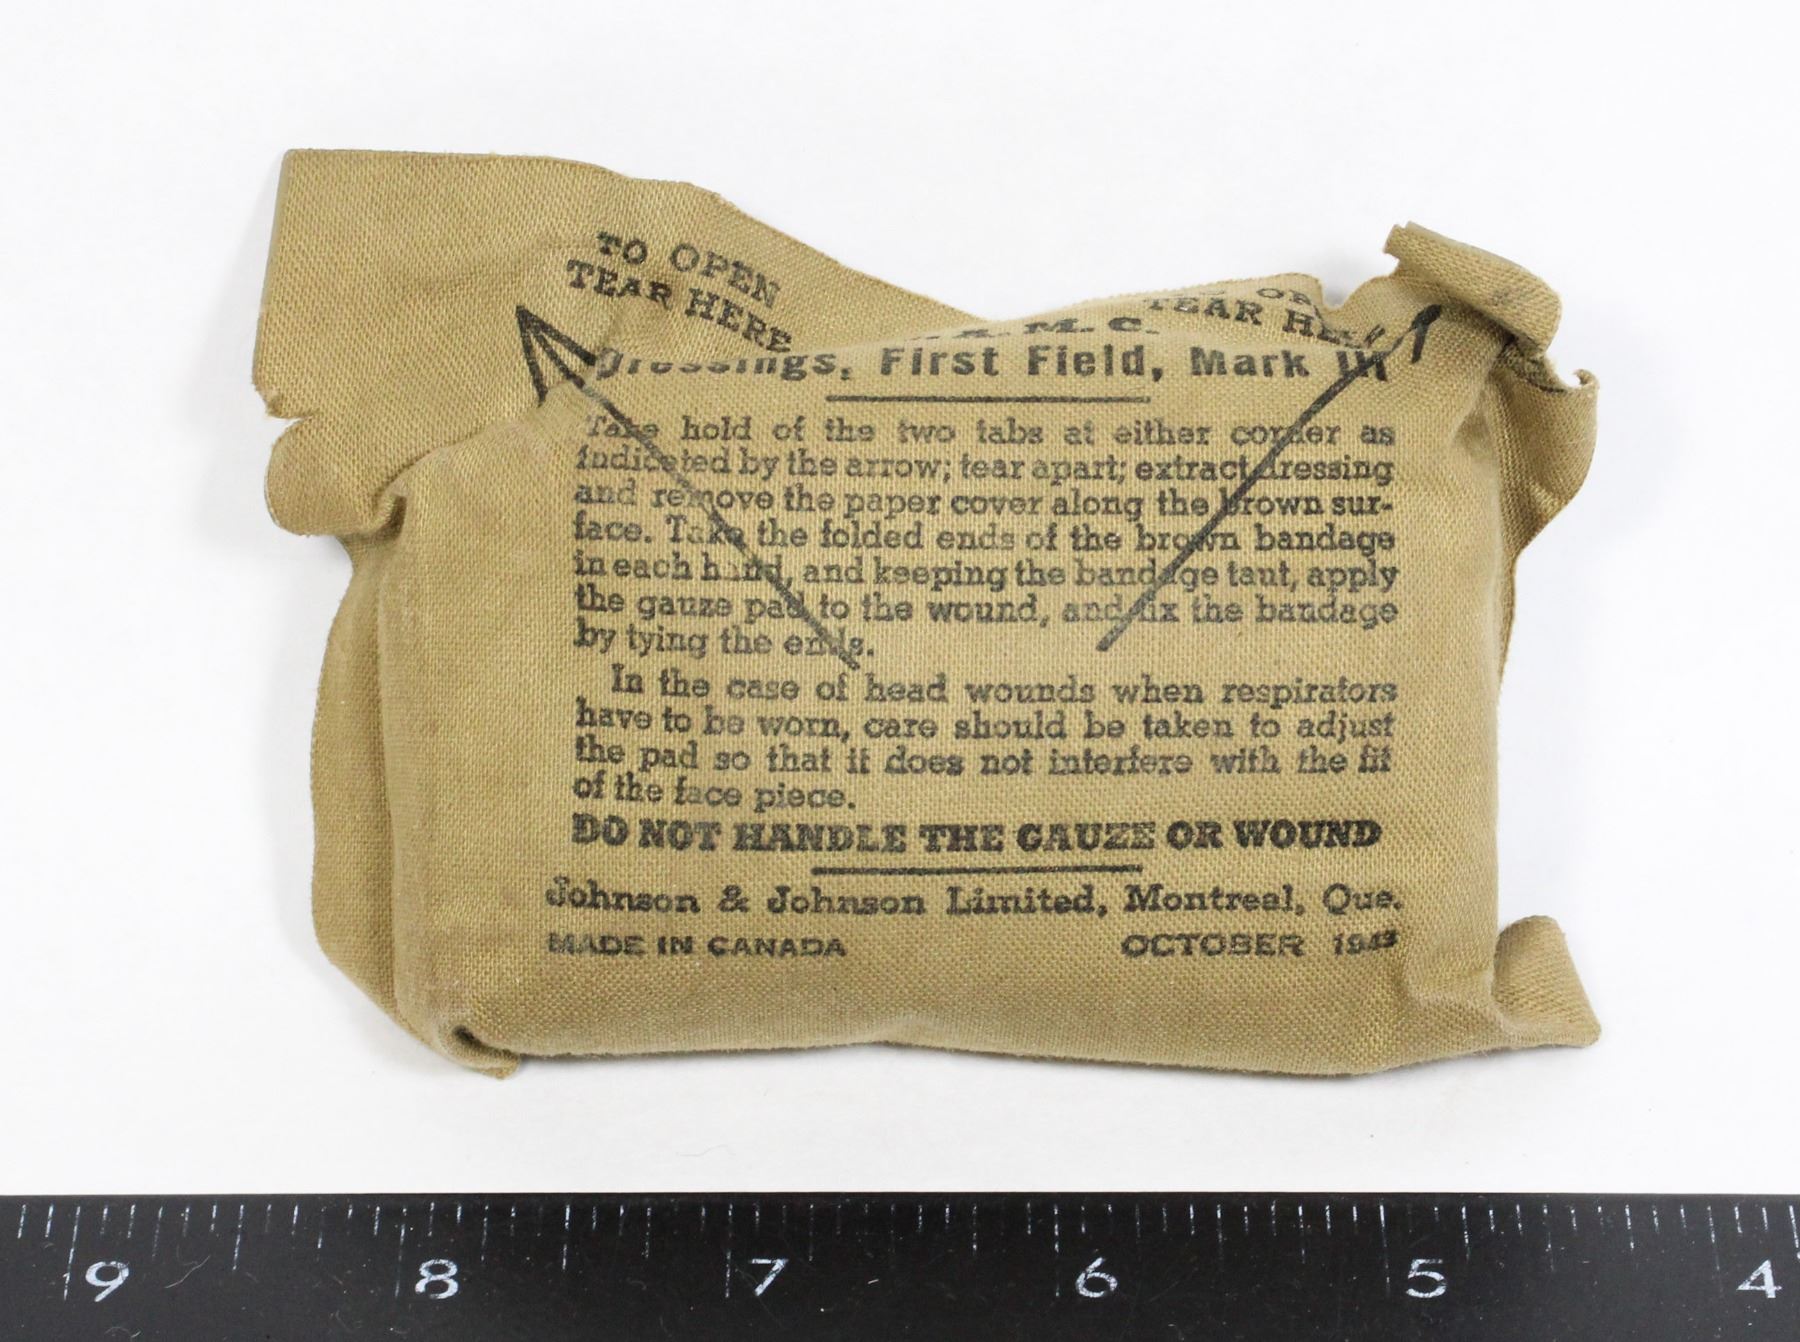 TO OPEN
TEAR HERE
TEAR HERE
M. C.
Dressings, First Field, Mark III
Take hold of the two tabs at either corner as
indicated by the arrow; tear apart; extract dressing
and remove the paper cover along the brown sur-
face. Take the folded ends of the brown bandage
in each hand, and keeping the bandage taut, apply
the gauze pad to the wound, and fix the bandage
by tying the ends.
In the case of head wounds when respirators
have to be worn, care should be taken to adjust
the pad so that it does not interfere with the fit
of the face piece.
DO NOT HANDLE THE GAUZE OR WOUND
Johnson & Johnson Limited, Montreal, Que.
MADE IN CANADA OCTOBER 1943
9 8 7 6 5 4